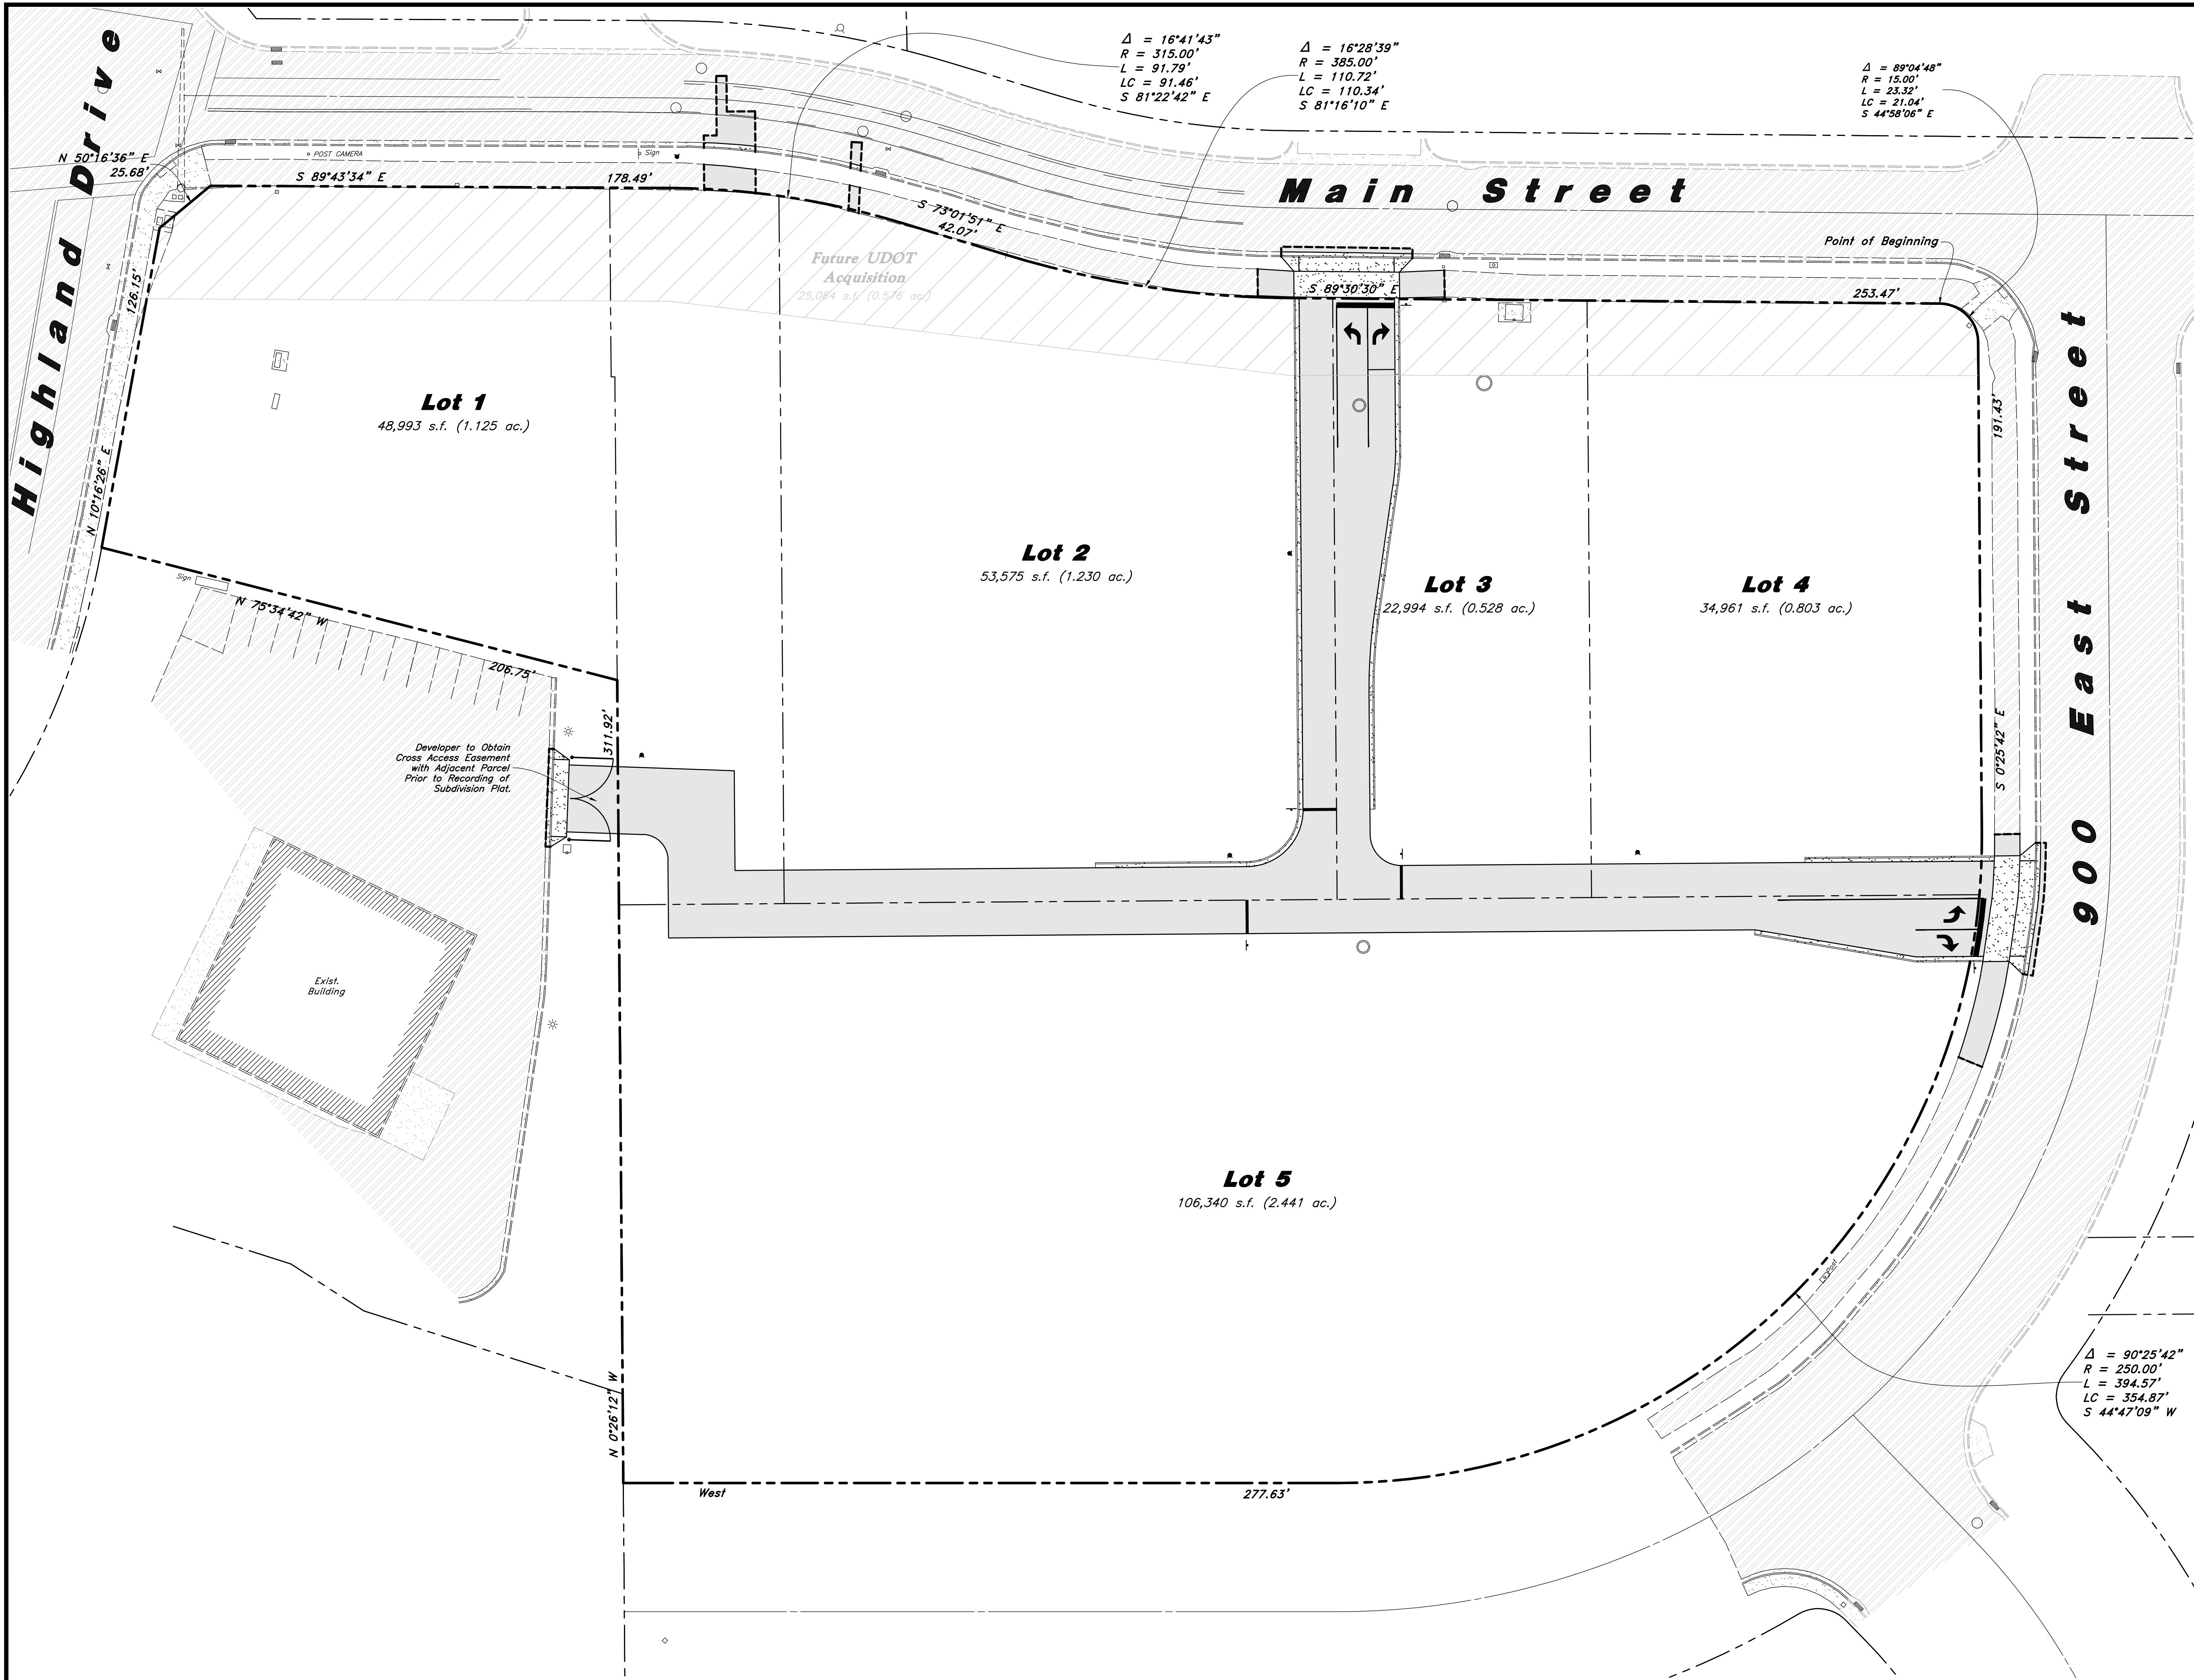 Highland Drive
Main Street
900 East Street
Δ = 16°41'43"
R = 315.00'
L = 91.79'
LC = 91.46'
S 81°22'42" E
Δ = 16°28'39"
R = 385.00'
L = 110.72'
LC = 110.34'
S 81°16'10" E
Δ = 89°04'48"
R = 15.00'
L = 23.32'
LC = 21.04'
S 44°58'06" E
N 50°16'36" E
25.68'
POST CAMERA
Sign
S 89°43'34" E
178.49'
S 73°01'51" E
42.07'
Point of Beginning
Future UDOT
Acquisition
25,084 s.f. (0.576 ac.)
S 89°30'30" E
253.47'
126.15'
N 10°16'26" E
191.43'
S 0°25'42" E
Lot 1
48,993 s.f. (1.125 ac.)
Lot 2
53,575 s.f. (1.230 ac.)
Lot 3
22,994 s.f. (0.528 ac.)
Lot 4
34,961 s.f. (0.803 ac.)
Sign
N 75°34'42" W
206.75'
311.92'
Developer to Obtain
Cross Access Easement
with Adjacent Parcel
Prior to Recording of
Subdivision Plat.
Exist.
Building
Lot 5
106,340 s.f. (2.441 ac.)
Post
Δ = 90°25'42"
R = 250.00'
L = 394.57'
LC = 354.87'
S 44°47'09" W
N 0°26'12" W
West
277.63'